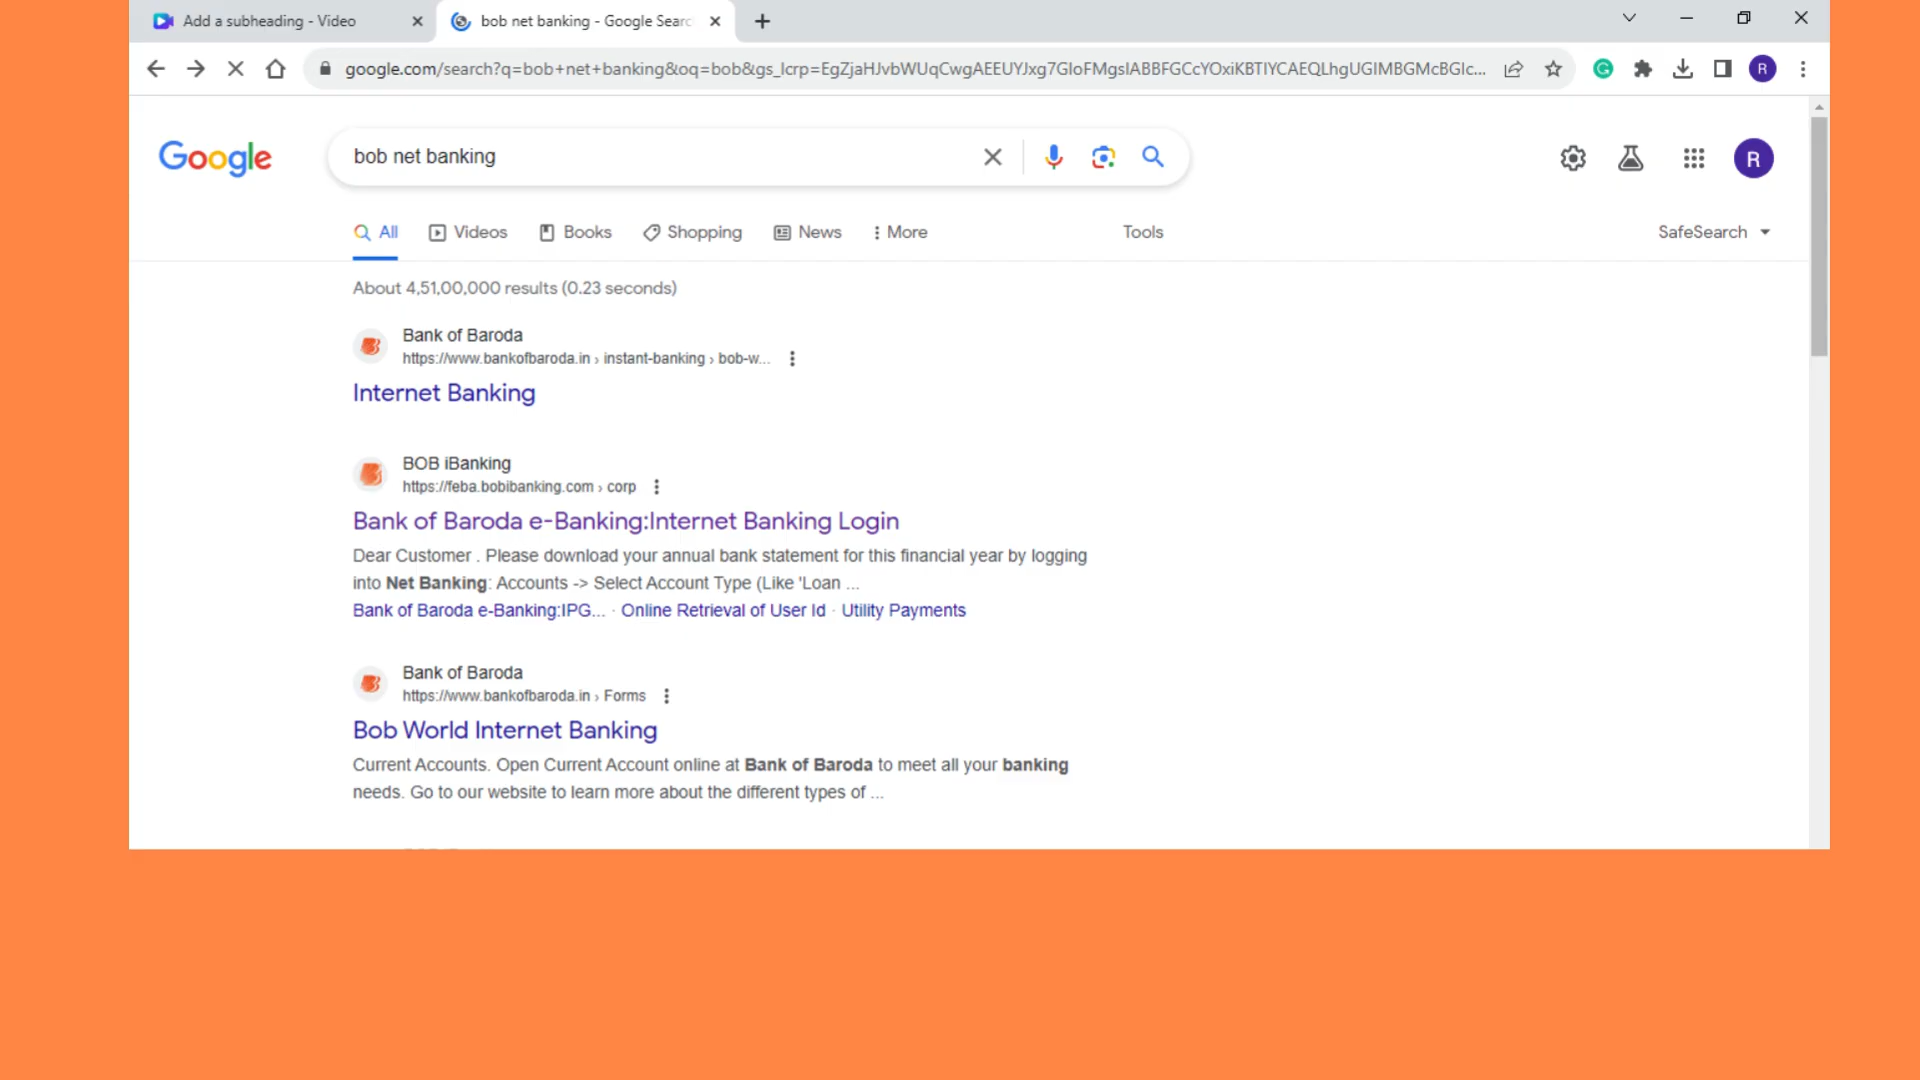 Add a subheading - Video
bob net banking - Google Searc
google.com/search?q=bob+net+banking&oq=bob&gs_lcrp=EgZjaHJvbWUqCwgAEEUYJxg7GIoFMgsIABBFGCcYOxiKBTIYCAEQLhgUGIMBGMcBGIc...
R
Google
bob net banking
R
All
Videos
Books
Shopping
News
More
Tools
SafeSearch
About 4,51,00,000 results (0.23 seconds)
Bank of Baroda
https://www.bankofbaroda.in › instant-banking › bob-w...
Internet Banking
BOB iBanking
https://feba.bobibanking.com › corp
Bank of Baroda e-Banking:Internet Banking Login
Dear Customer . Please download your annual bank statement for this financial year by logging
into Net Banking: Accounts -> Select Account Type (Like 'Loan ...
Bank of Baroda e-Banking:IPG... · Online Retrieval of User Id · Utility Payments
Bank of Baroda
https://www.bankofbaroda.in › Forms
Bob World Internet Banking
Current Accounts. Open Current Account online at Bank of Baroda to meet all your banking
needs. Go to our website to learn more about the different types of ...